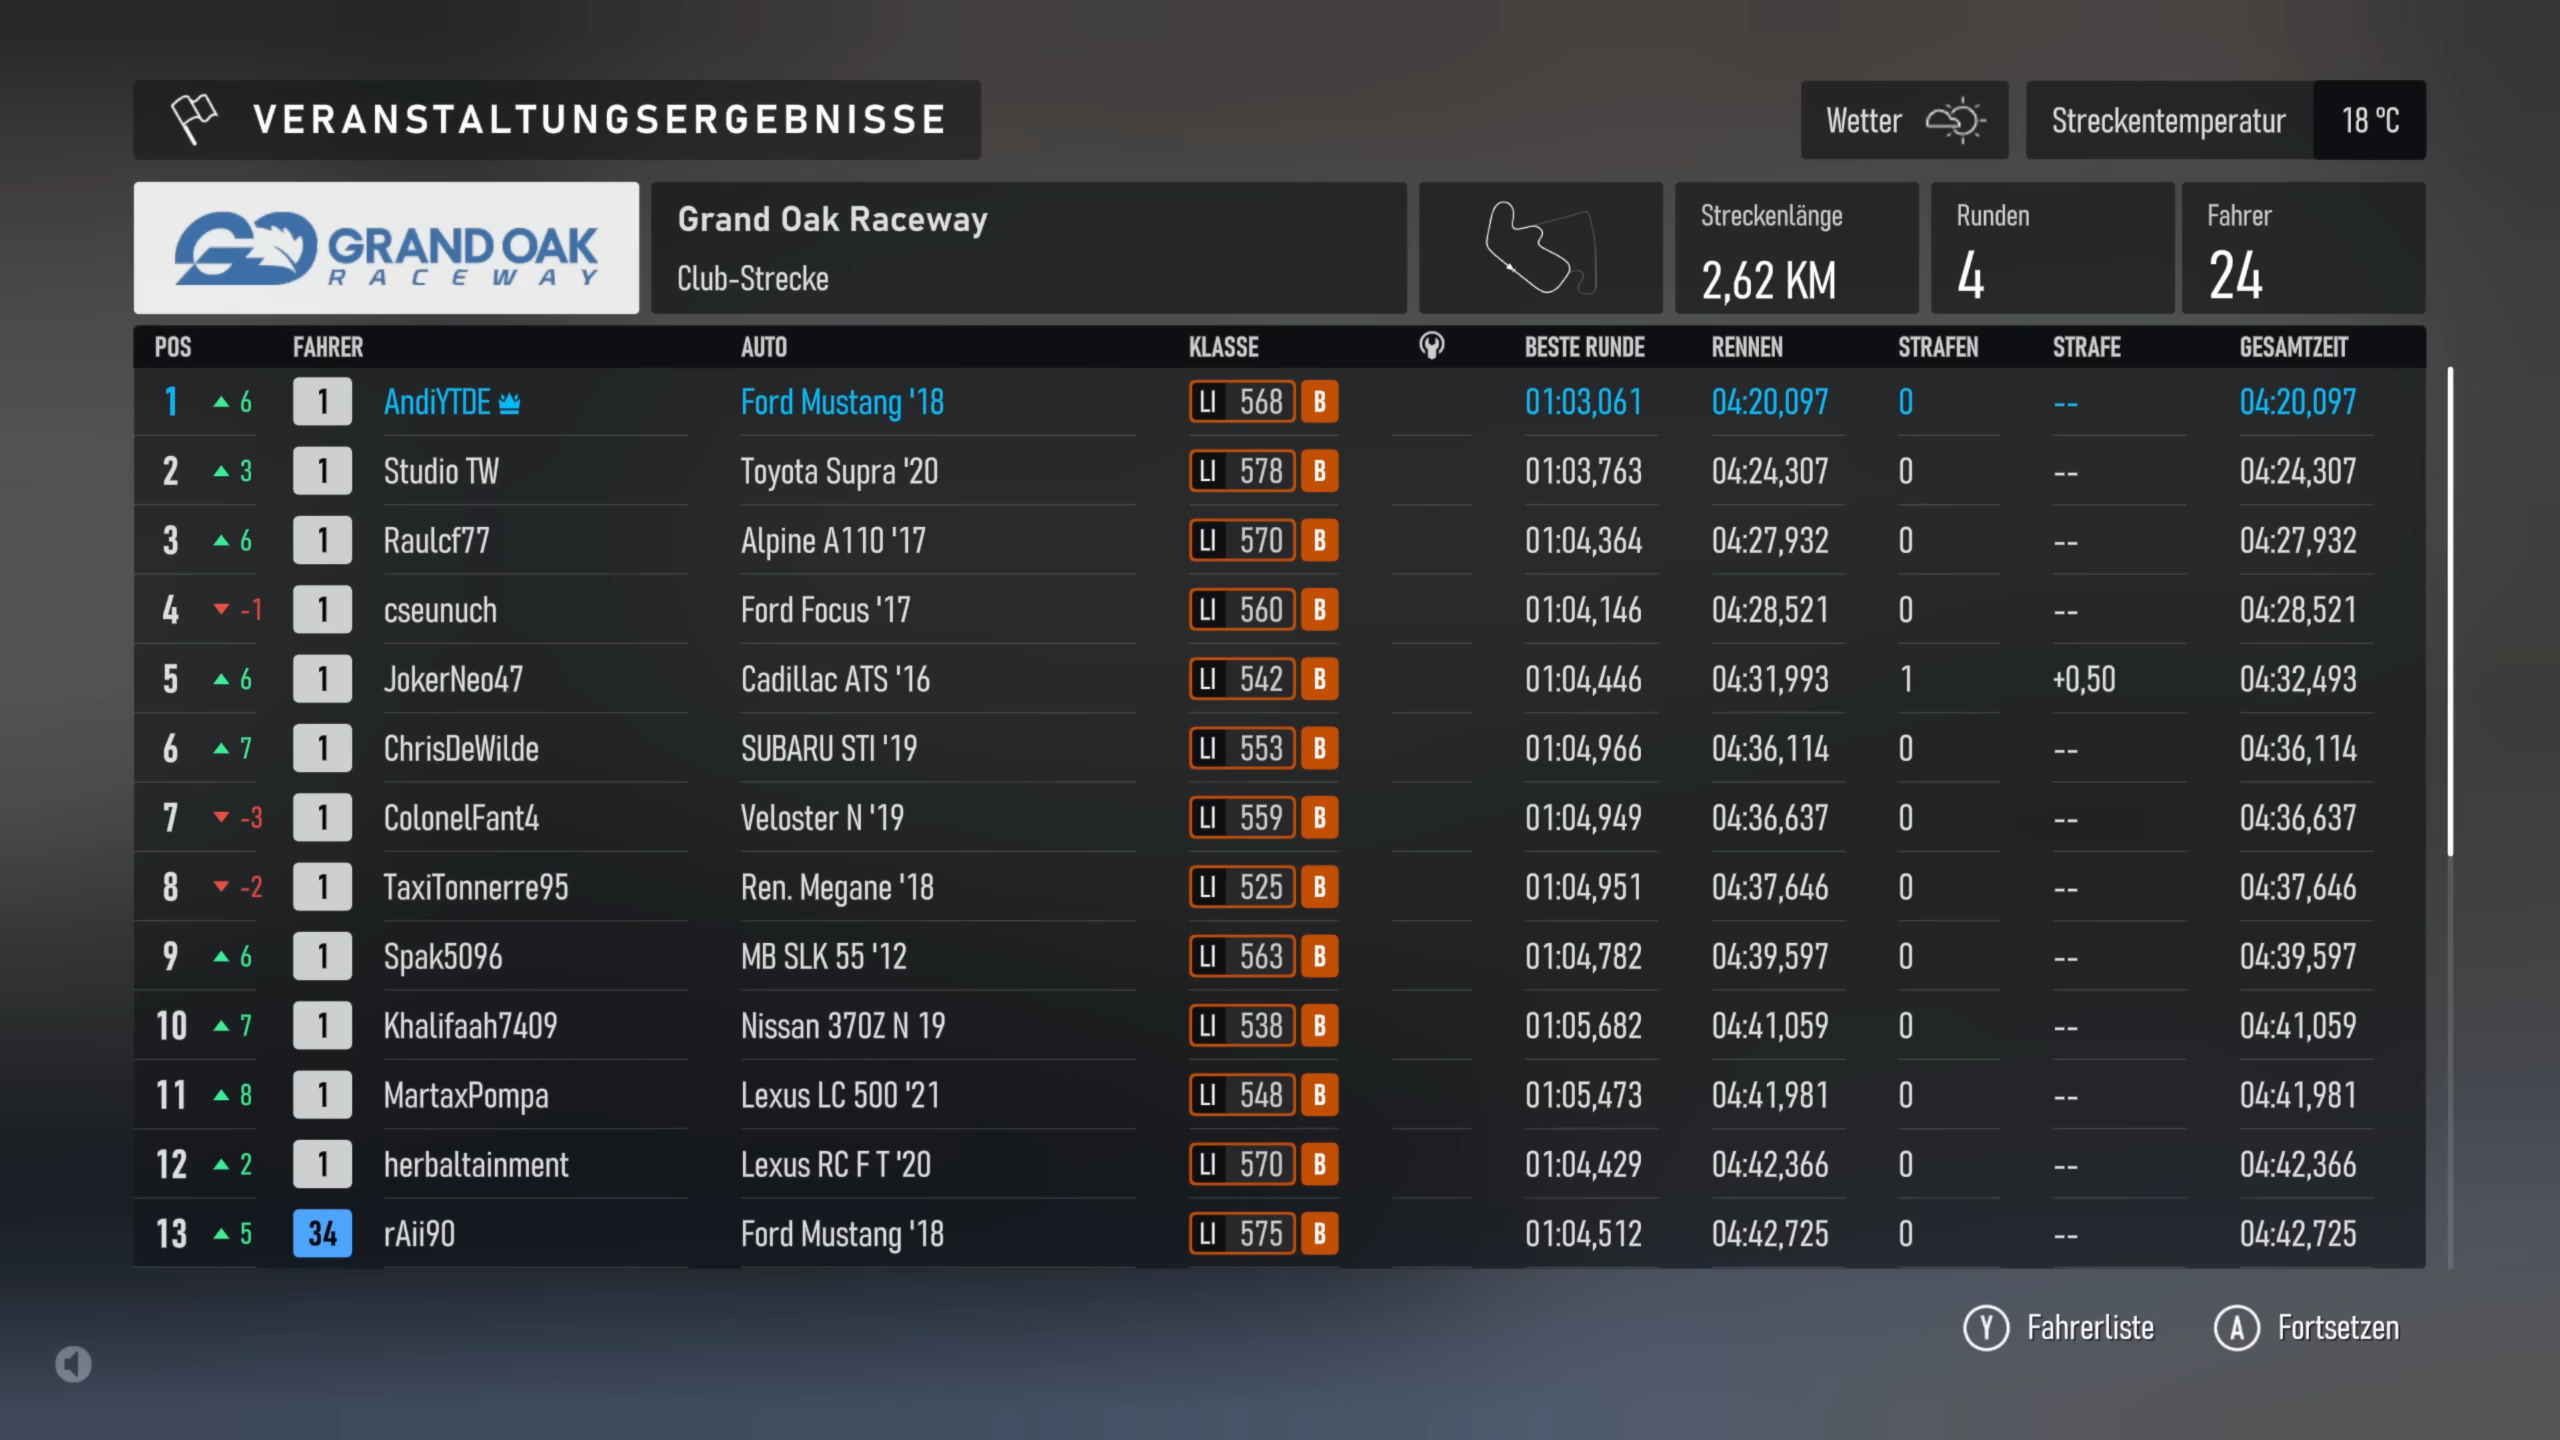 VERANSTALTUNGSERGEBNISSE
Wetter
Streckentemperatur 18 °C
GRAND OAK
RACEWAY
Grand Oak Raceway
Club-Strecke
Streckenlänge
2,62 KM
Runden
4
Fahrer
24
POS FAHRER AUTO KLASSE BESTE RUNDE RENNEN STRAFEN STRAFE GESAMTZEIT
1 6 1 AndiYTDE Ford Mustang '18 LI 568 B 01:03,061 04:20,097 0 -- 04:20,097
2 3 1 Studio TW Toyota Supra '20 LI 578 B 01:03,763 04:24,307 0 -- 04:24,307
3 6 1 Raulcf77 Alpine A110 '17 LI 570 B 01:04,364 04:27,932 0 -- 04:27,932
4 -1 1 cseunuch Ford Focus '17 LI 560 B 01:04,146 04:28,521 0 -- 04:28,521
5 6 1 JokerNeo47 Cadillac ATS '16 LI 542 B 01:04,446 04:31,993 1 +0,50 04:32,493
6 7 1 ChrisDeWilde SUBARU STI '19 LI 553 B 01:04,966 04:36,114 0 -- 04:36,114
7 -3 1 ColonelFant4 Veloster N '19 LI 559 B 01:04,949 04:36,637 0 -- 04:36,637
8 -2 1 TaxiTonnerre95 Ren. Megane '18 LI 525 B 01:04,951 04:37,646 0 -- 04:37,646
9 6 1 Spak5096 MB SLK 55 '12 LI 563 B 01:04,782 04:39,597 0 -- 04:39,597
10 7 1 Khalifaah7409 Nissan 370Z N 19 LI 538 B 01:05,682 04:41,059 0 -- 04:41,059
11 8 1 MartaxPompa Lexus LC 500 '21 LI 548 B 01:05,473 04:41,981 0 -- 04:41,981
12 2 1 herbaltainment Lexus RC F T '20 LI 570 B 01:04,429 04:42,366 0 -- 04:42,366
13 5 34 rAii90 Ford Mustang '18 LI 575 B 01:04,512 04:42,725 0 -- 04:42,725
Y Fahrerliste A Fortsetzen